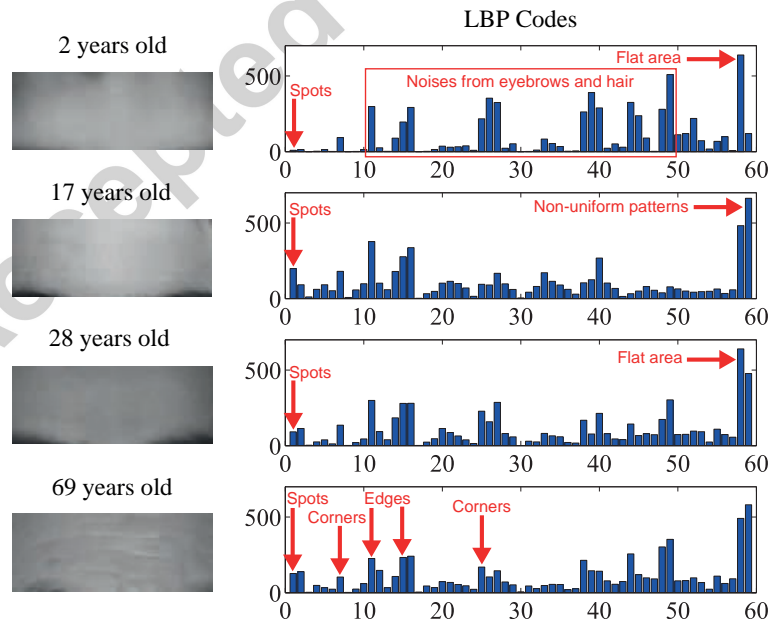 LBP Codes
2 years old
500
0
Spots
Noises from eyebrows and hair
Flat area
0 10 20 30 40 50 60
17 years old
500
0
Spots
Non-uniform patterns
0 10 20 30 40 50 60
28 years old
500
0
Spots
Flat area
0 10 20 30 40 50 60
69 years old
500
0
Spots
Corners
Edges
Corners
0 10 20 30 40 50 60